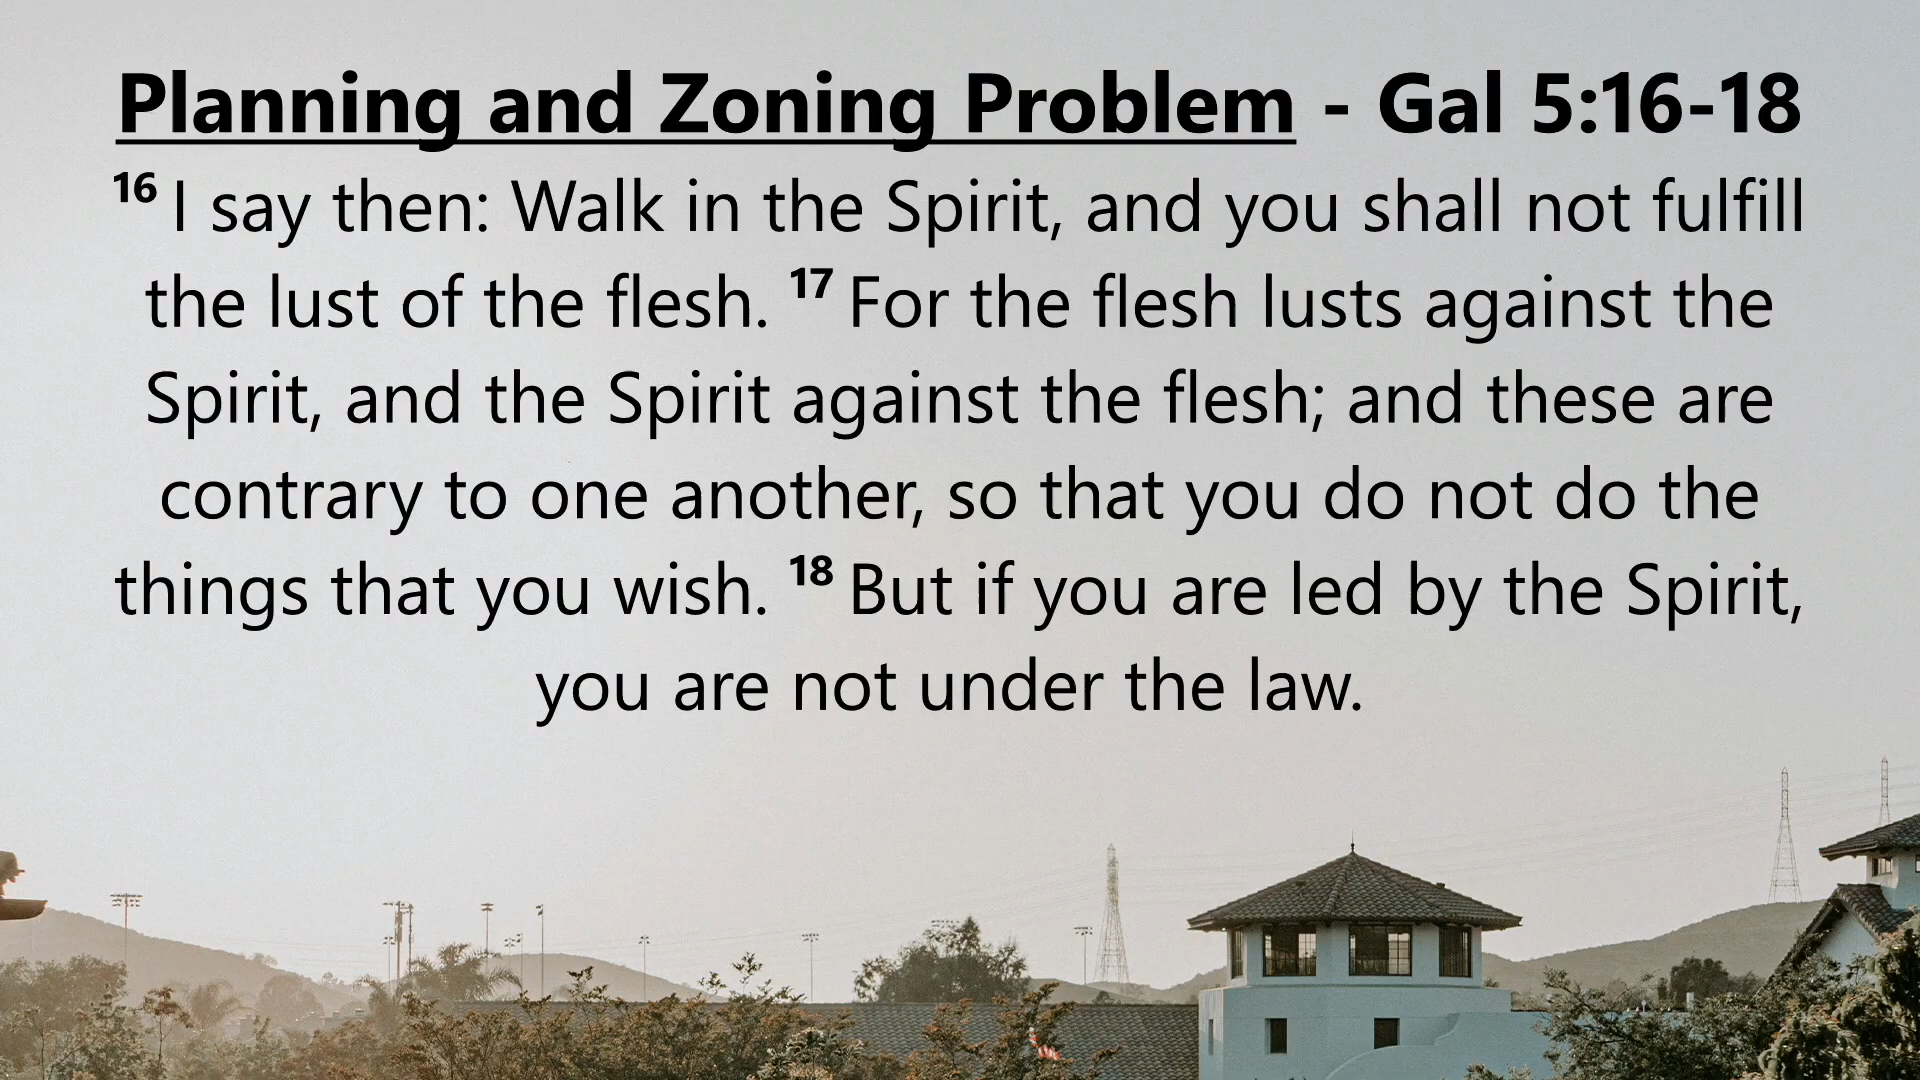 Planning and Zoning Problem - Gal 5:16-18
16 I say then: Walk in the Spirit, and you shall not fulfill
the lust of the flesh. 17 For the flesh lusts against the
Spirit, and the Spirit against the flesh; and these are
contrary to one another, so that you do not do the
things that you wish. 18 But if you are led by the Spirit,
you are not under the law.